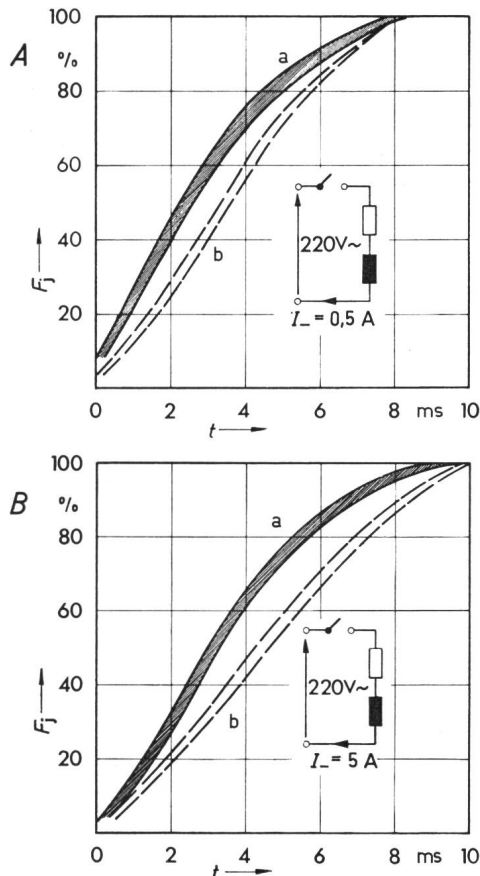 A
%
100
80
60
40
20
F_j
a
b
220V~
I_ = 0,5 A
0 2 4 6 8 ms 10
t
B
100
%
80
60
40
20
F_j
a
b
220V~
I_ = 5 A
0 2 4 6 8 ms 10
t